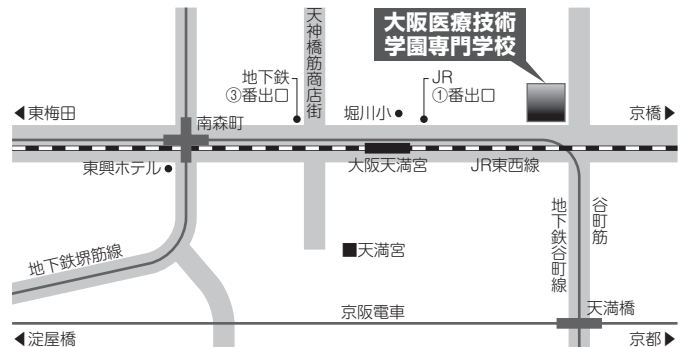 大阪医療技術
学園専門学校
天神橋筋商店街
地下鉄
③番出口
JR
①番出口
堀川小
◀東梅田
京橋▶
南森町
東興ホテル
大阪天満宮
JR東西線
谷町筋
地下鉄谷町線
■天満宮
地下鉄堺筋線
京阪電車
天満橋
◀淀屋橋
京都▶